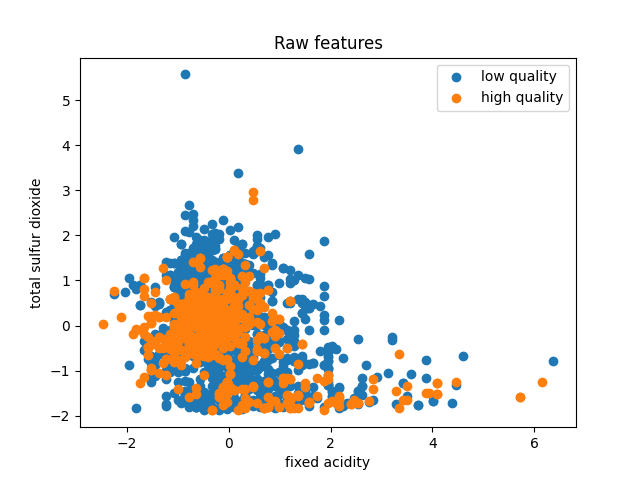 Raw features
low quality
high quality
total sulfur dioxide
5
4
3
2
1
0
−1
−2
−2
0
2
4
6
fixed acidity